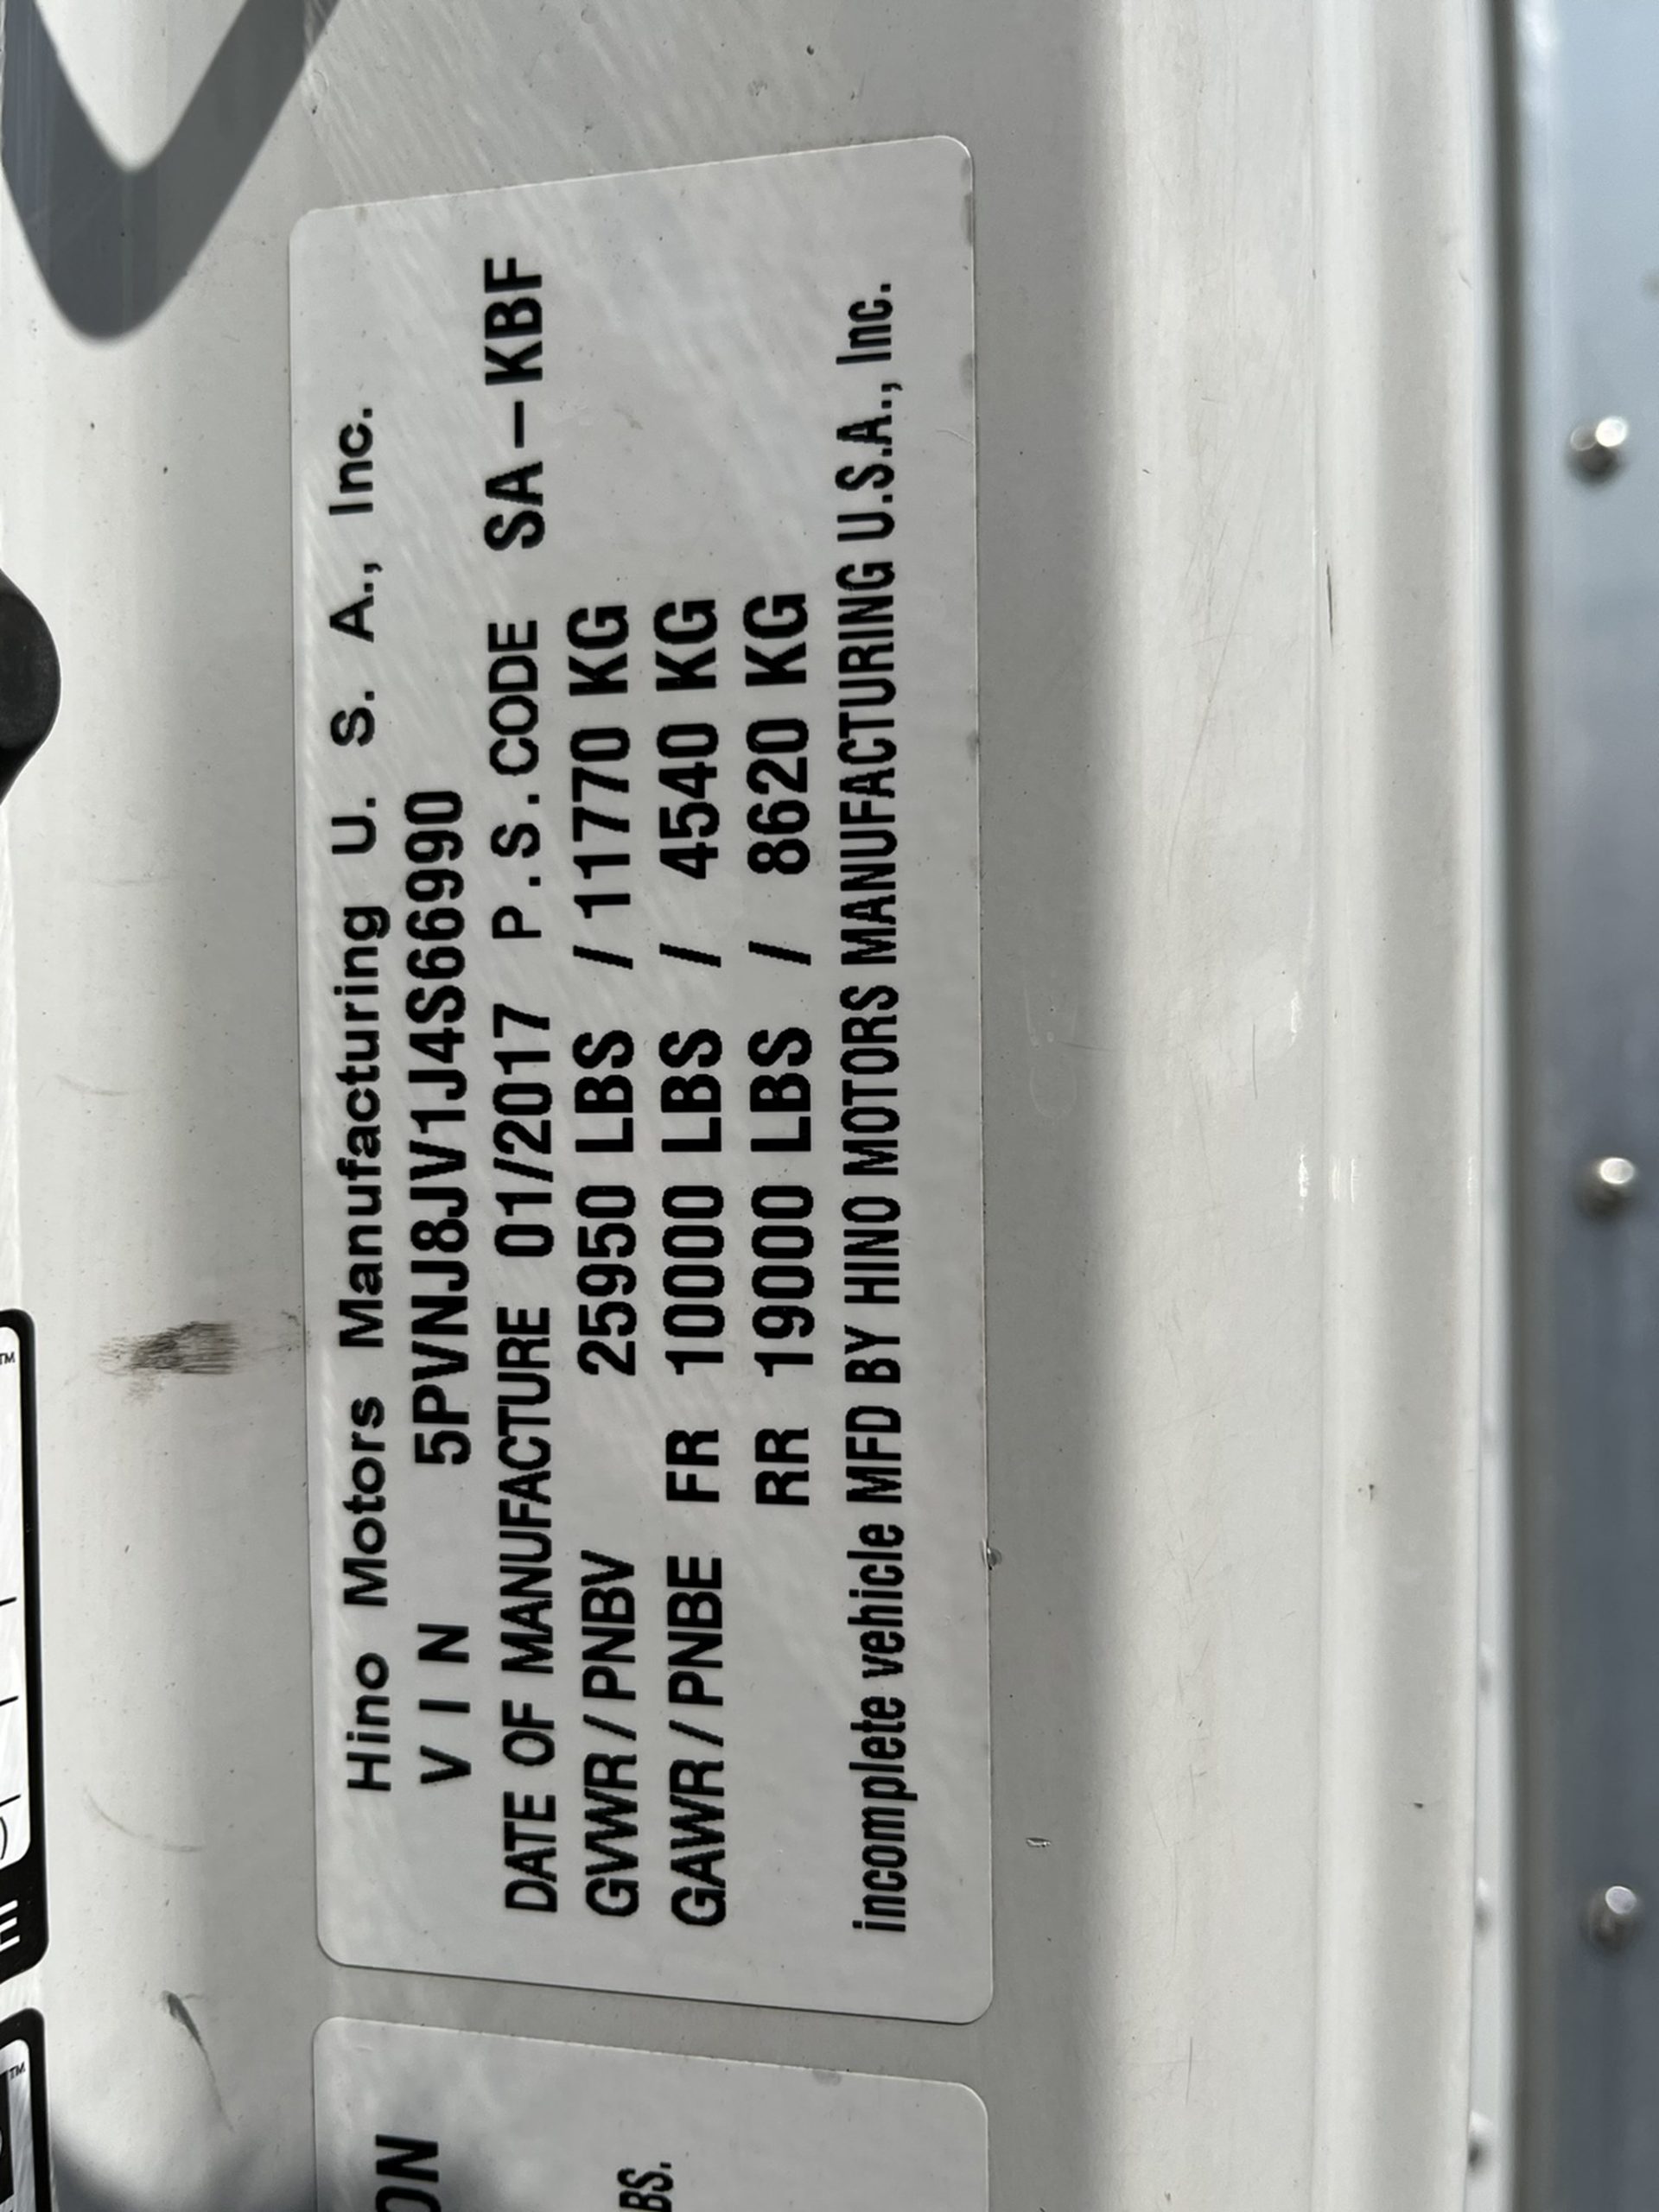 Hino Motors Manufacturing U. S. A., Inc.
VIN 5PVNJ8JV1J4S66990
DATE OF MANUFACTURE 01/2017 P.S.CODE SA-KBF
GVWR/PNBV 25950 LBS / 11770 KG
GAWR/PNBE FR 10000 LBS / 4540 KG
RR 19000 LBS / 8620 KG
incomplete vehicle MFD BY HINO MOTORS MANUFACTURING U.S.A., Inc.